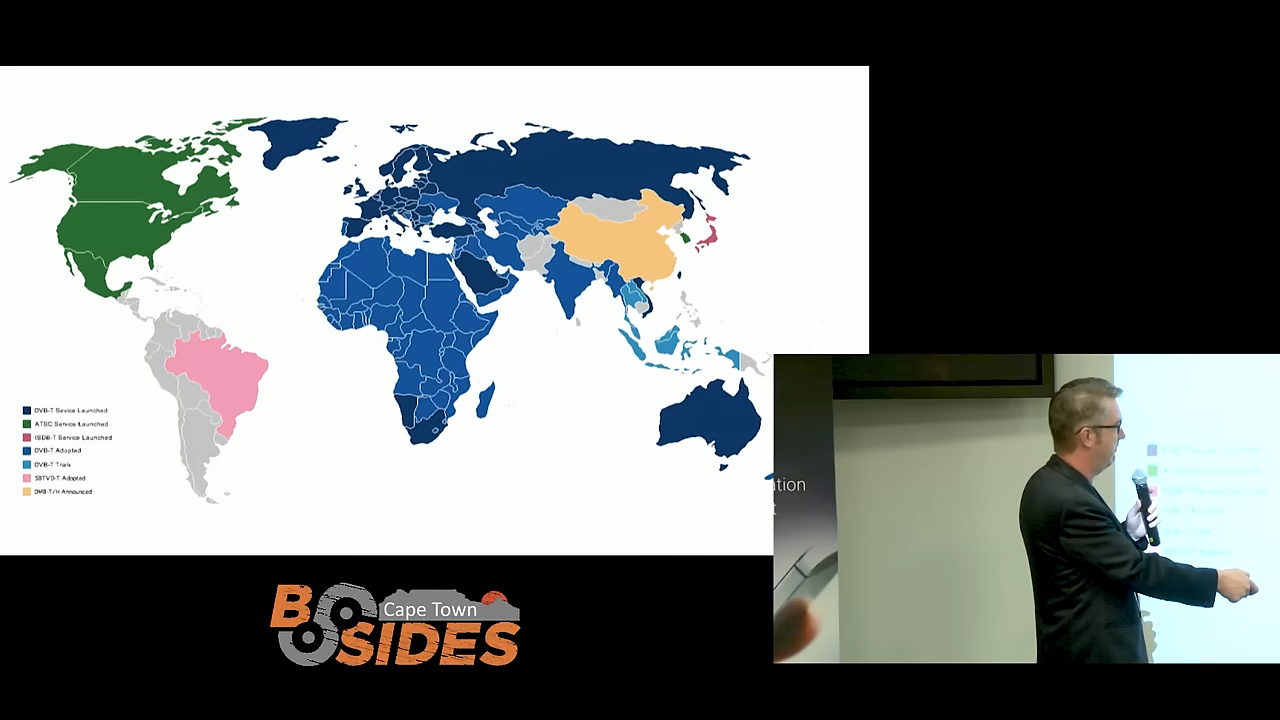 DVB-T Service Launched
ATSC Service Launched
ISDB-T Service Launched
DVB-T Adopted
DVB-T Trials
SBTVD-T Adopted
DMB-T/H Announced
BSIDES
Cape Town